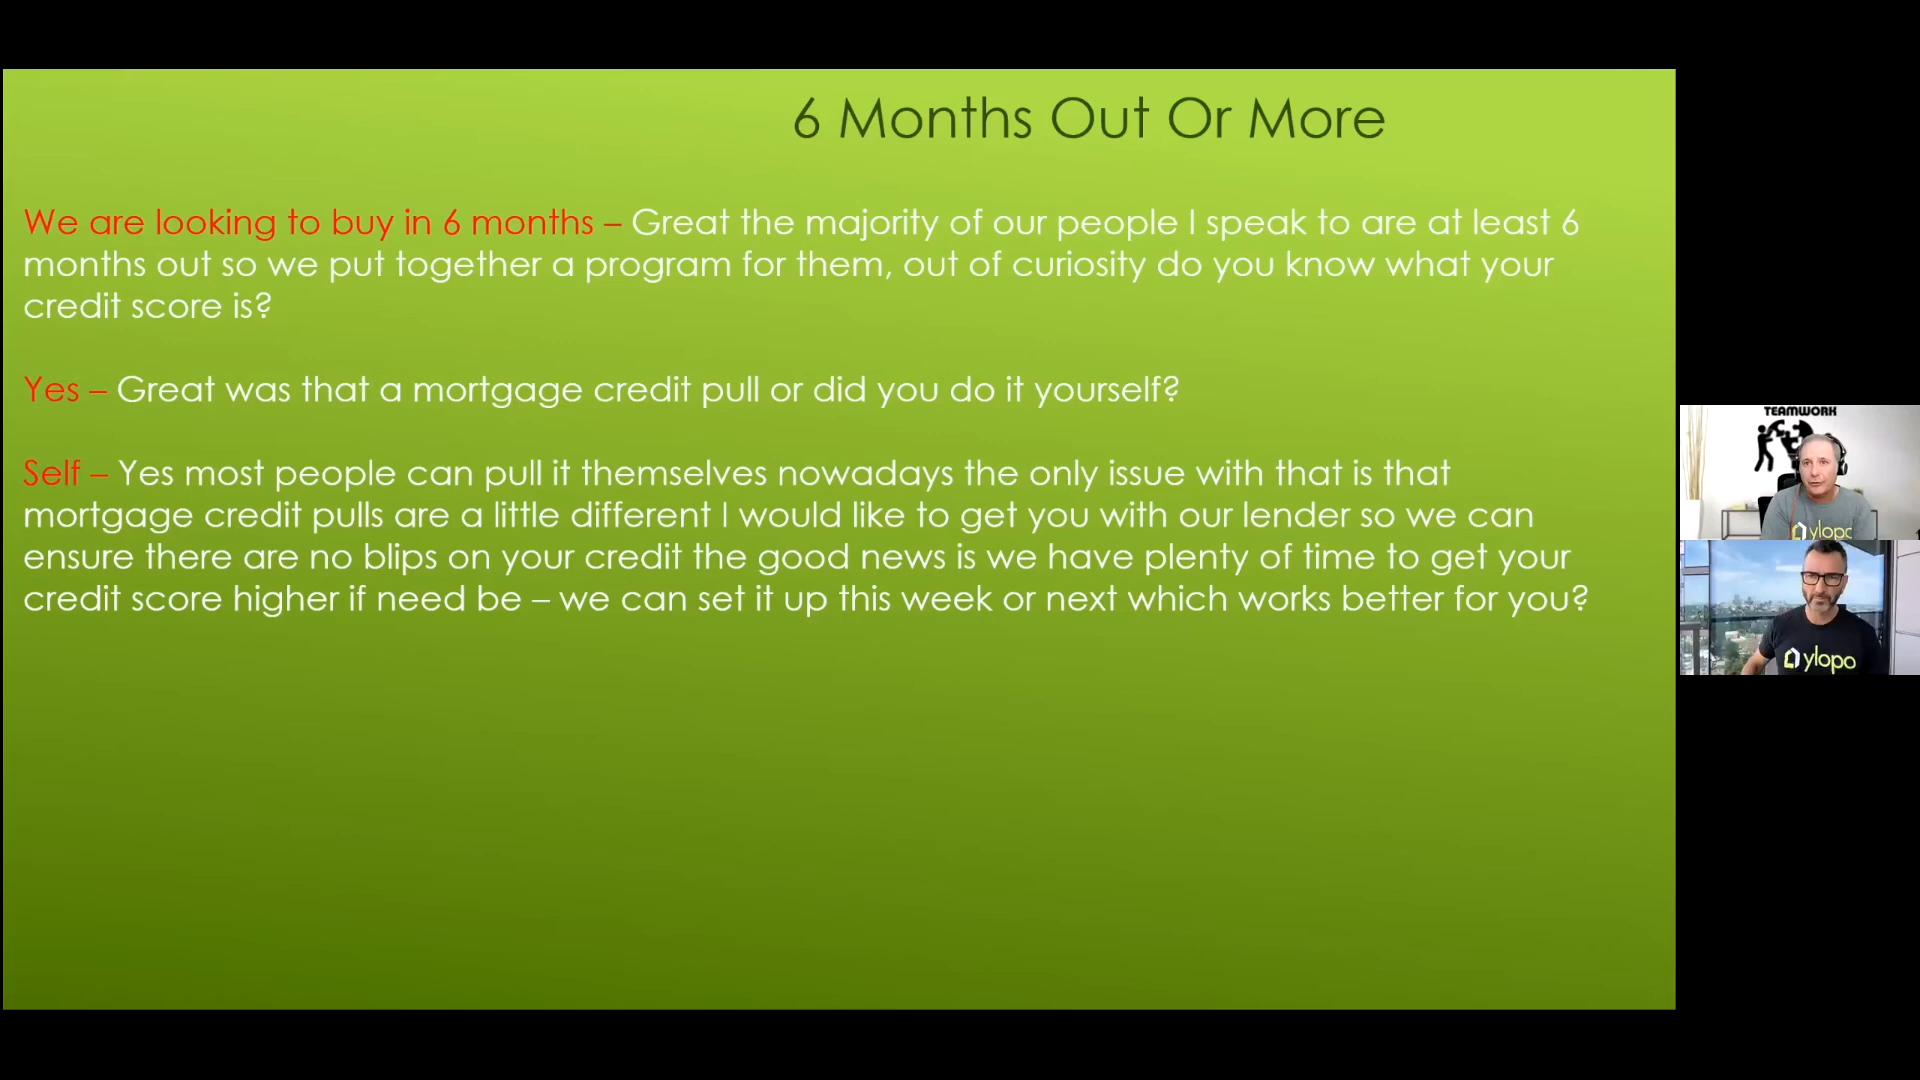 6 Months Out Or More
We are looking to buy in 6 months – Great the majority of our people I speak to are at least 6
months out so we put together a program for them, out of curiosity do you know what your
credit score is?
Yes – Great was that a mortgage credit pull or did you do it yourself?
Self – Yes most people can pull it themselves nowadays the only issue with that is that
mortgage credit pulls are a little different I would like to get you with our lender so we can
ensure there are no blips on your credit the good news is we have plenty of time to get your
credit score higher if need be – we can set it up this week or next which works better for you?
TEAMWORK
ylopo
ylopo